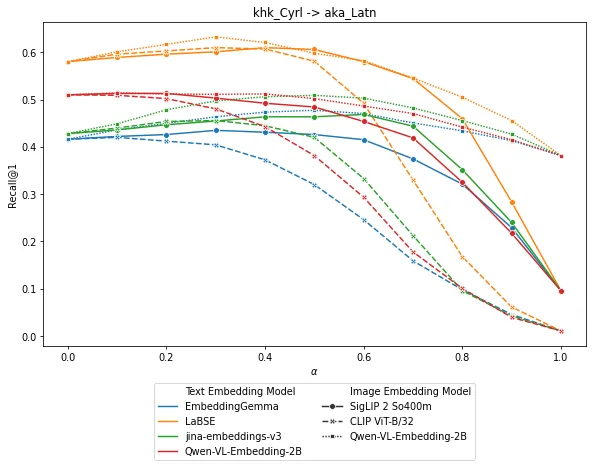 khk_Cyrl -> aka_Latn
Recall@1
0.6
0.5
0.4
0.3
0.2
0.1
0.0
0.0 0.2 0.4 0.6 0.8 1.0
α
Text Embedding Model Image Embedding Model
EmbeddingGemma SigLIP 2 So400m
LaBSE CLIP ViT-B/32
jina-embeddings-v3 Qwen-VL-Embedding-2B
Qwen-VL-Embedding-2B